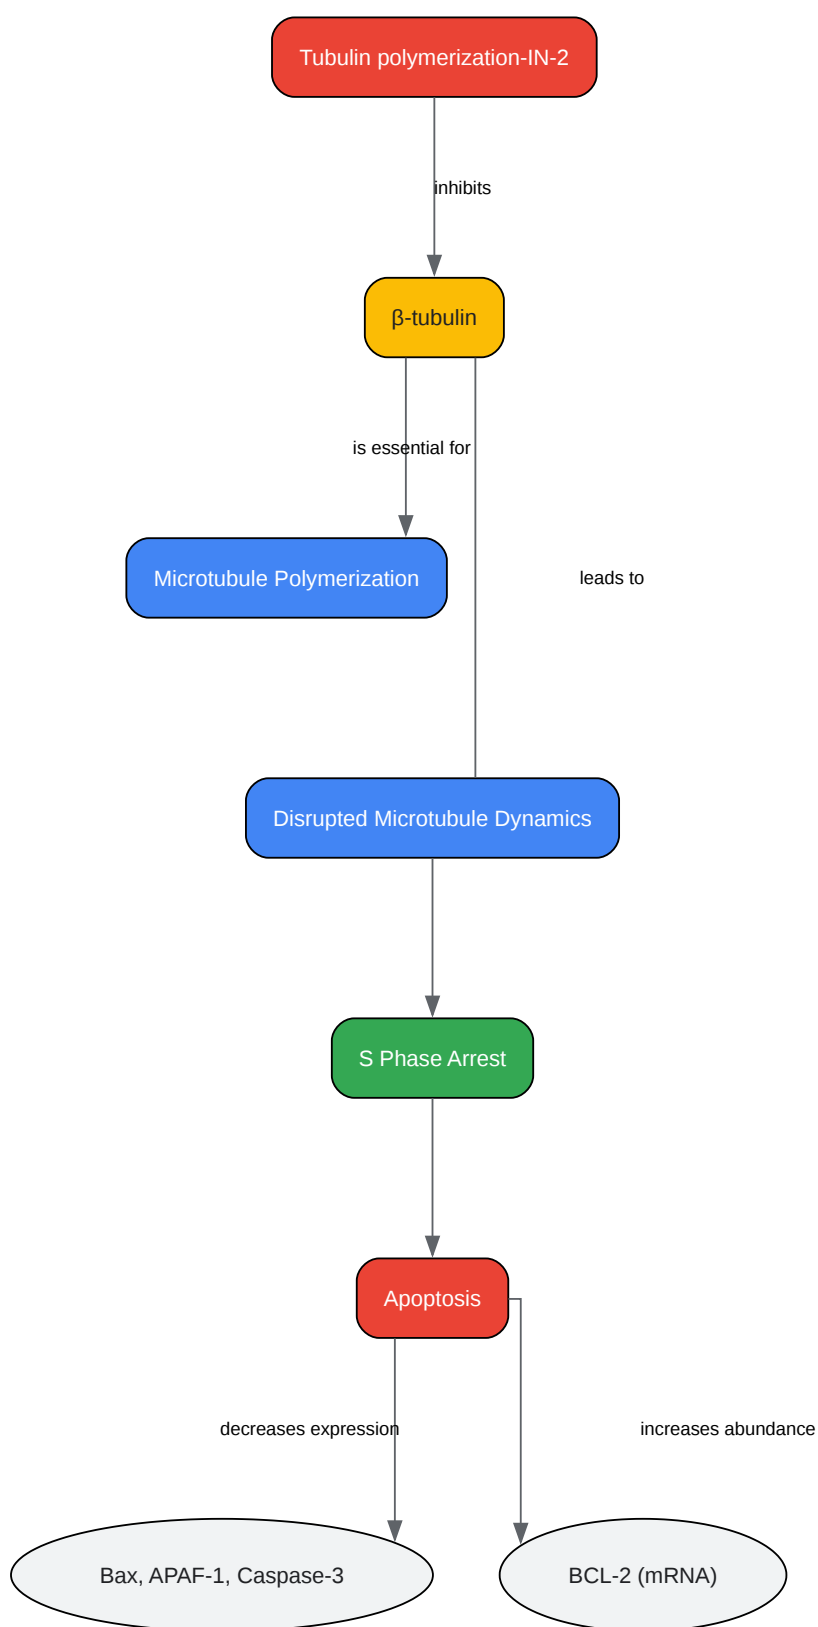 Tubulin polymerization-IN-2
inhibits
β-tubulin
is essential for
Microtubule Polymerization
leads to
Disrupted Microtubule Dynamics
S Phase Arrest
Apoptosis
decreases expression
increases abundance
Bax, APAF-1, Caspase-3
BCL-2 (mRNA)